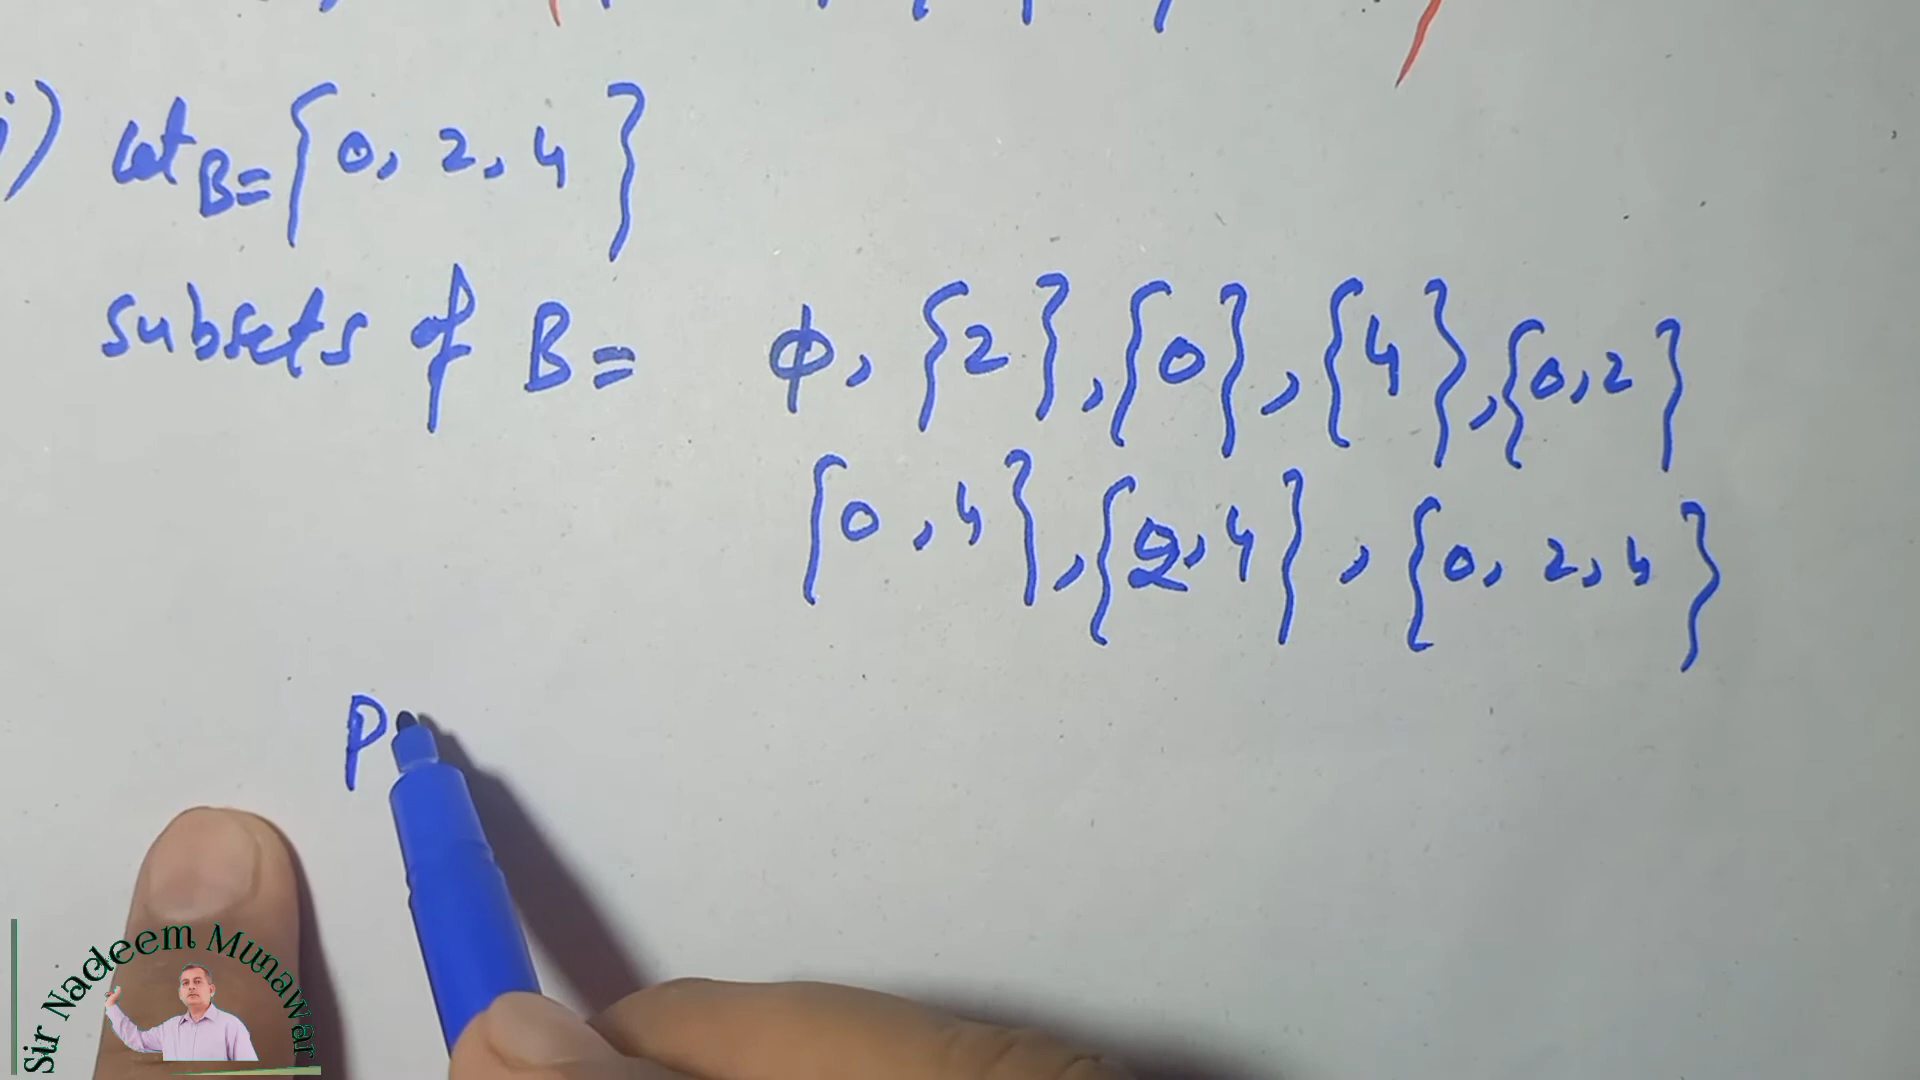 ) Let B = { 0, 2, 4 }
subsets of B = φ, {2}, {0}, {4}, {0,2}
{0,4}, {2,4}, {0, 2, 4}
P
Sir Nadeem Munawar